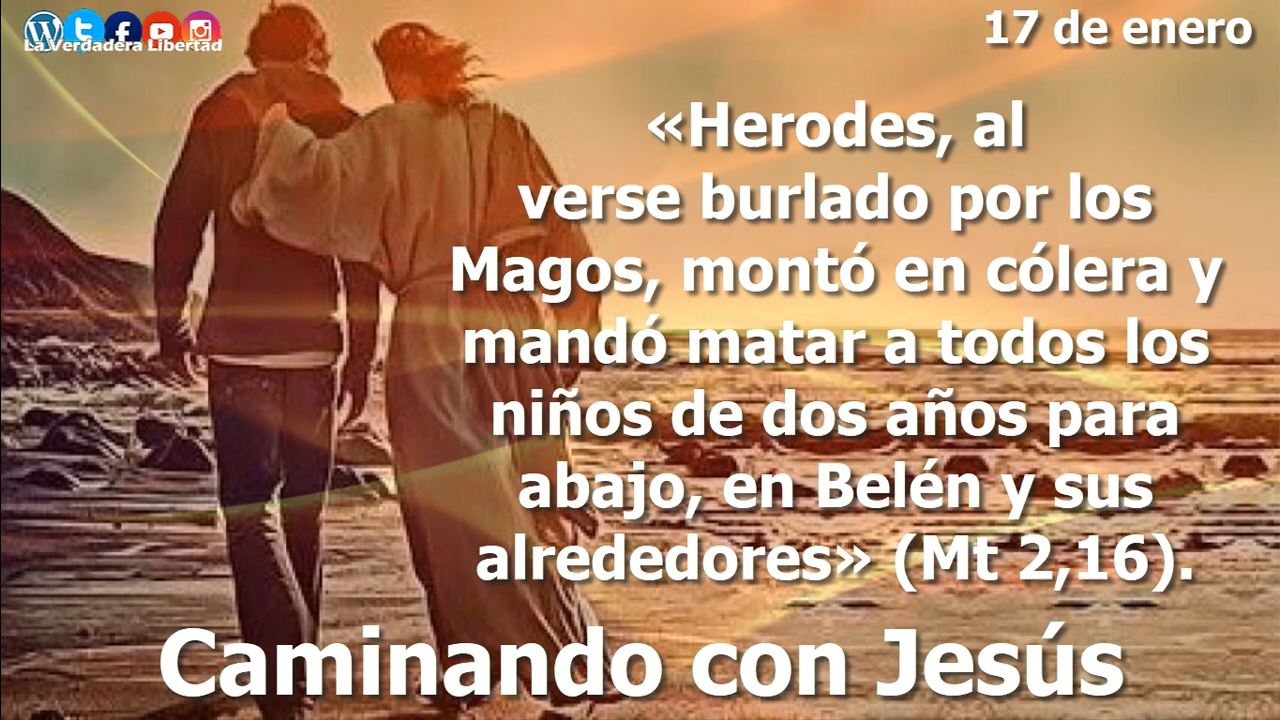 La Verdadera Libertad
17 de enero
«Herodes, al
verse burlado por los
Magos, montó en cólera y
mandó matar a todos los
niños de dos años para
abajo, en Belén y sus
alrededores» (Mt 2,16).
Caminando con Jesús